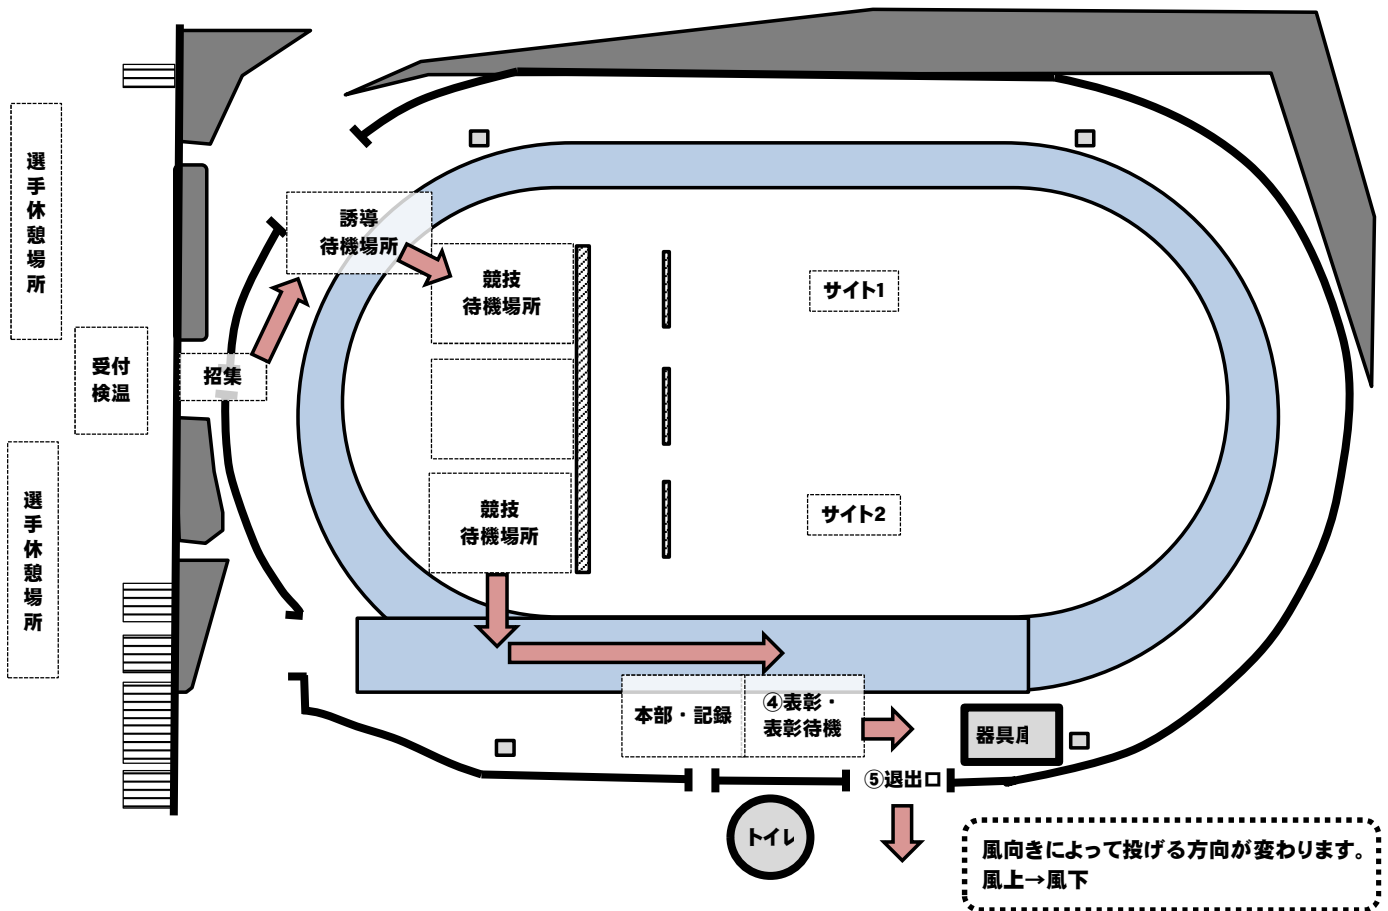 選手休憩場所
誘導
待機場所
競技
待機場所
サイト1
受付
検温
招集
選手休憩場所
競技
待機場所
サイト2
本部・記録
④表彰・
表彰待機
器具庫
⑤退出口
トイレ
風向きによって投げる方向が変わります。
風上→風下